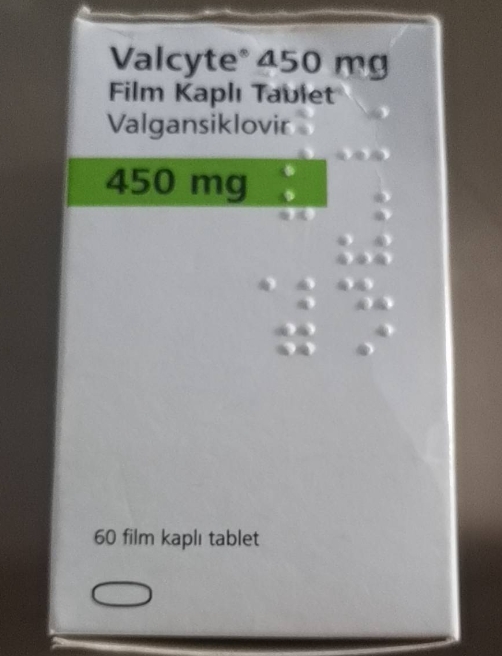 Valcyte® 450 mg
Film Kaplı Tablet
Valgansiklovir
450 mg
60 film kaplı tablet